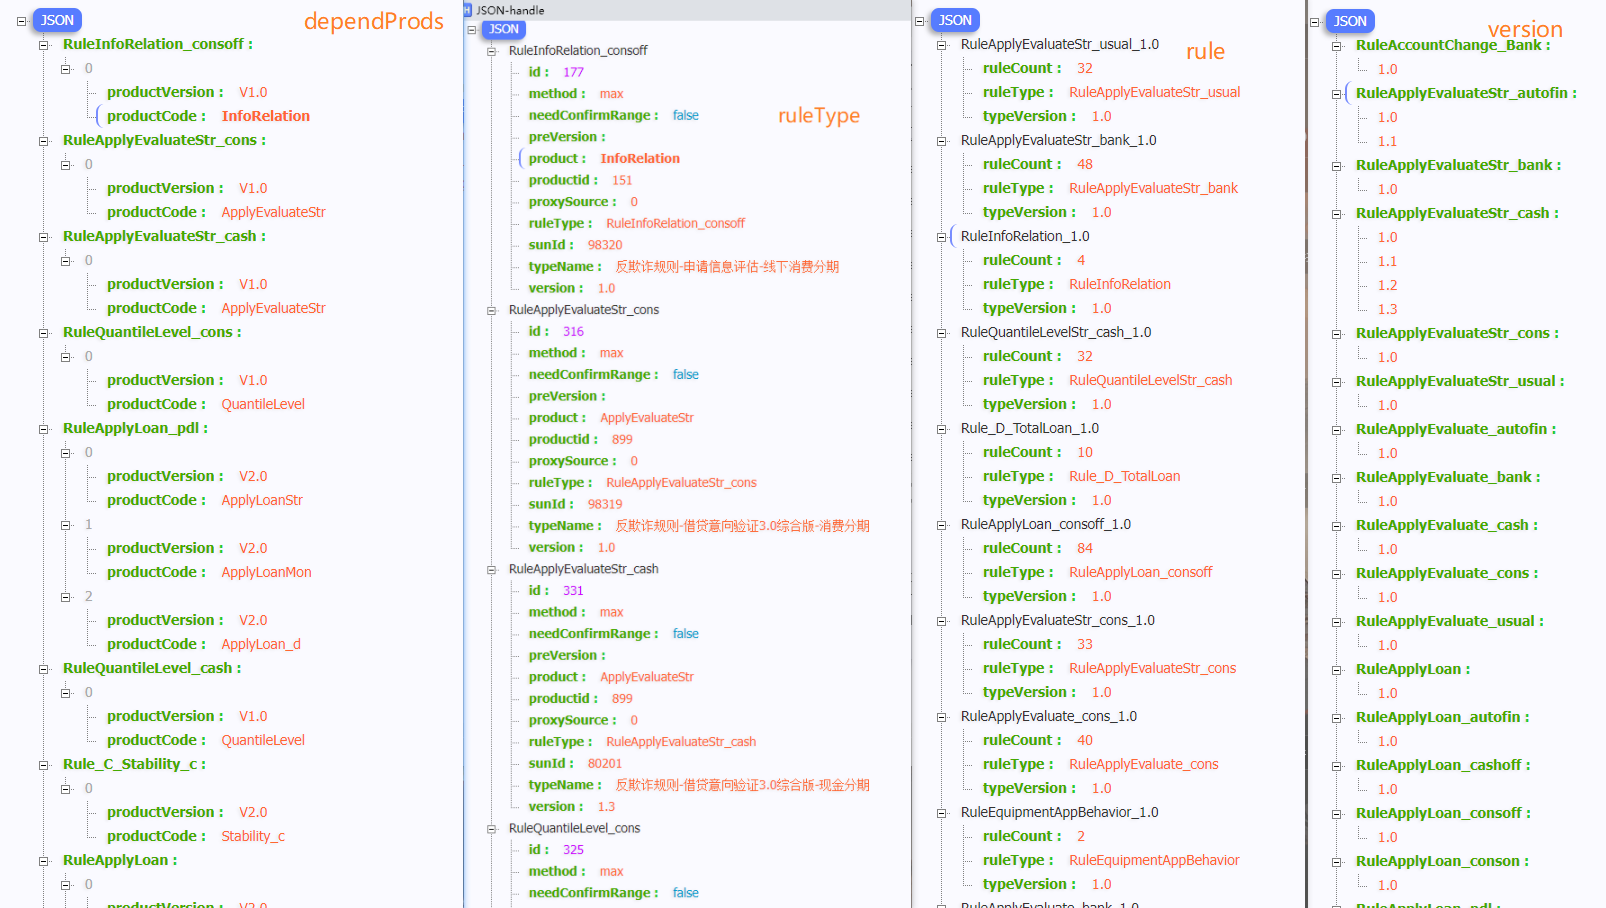 JSON
dependProds
RuleInfoRelation_consoff :
0
productVersion : V1.0
productCode : InfoRelation
RuleApplyEvaluateStr_cons :
0
productVersion : V1.0
productCode : ApplyEvaluateStr
RuleApplyEvaluateStr_cash :
0
productVersion : V1.0
productCode : ApplyEvaluateStr
RuleQuantileLevel_cons :
0
productVersion : V1.0
productCode : QuantileLevel
RuleApplyLoan_pdl :
0
productVersion : V2.0
productCode : ApplyLoanStr
1
productVersion : V2.0
productCode : ApplyLoanMon
2
productVersion : V2.0
productCode : ApplyLoan_d
RuleQuantileLevel_cash :
0
productVersion : V1.0
productCode : QuantileLevel
Rule_C_Stability_c :
0
productVersion : V2.0
productCode : Stability_c
RuleApplyLoan :
0
productVersion : V2.0
JSON-handle
JSON
ruleType
RuleInfoRelation_consoff
id : 177
method : max
needConfirmRange : false
preVersion :
product : InfoRelation
productid : 151
proxySource : 0
ruleType : RuleInfoRelation_consoff
sunId : 98320
typeName : 反欺诈规则-申请信息评估-线下消费分期
version : 1.0
RuleApplyEvaluateStr_cons
id : 316
method : max
needConfirmRange : false
preVersion :
product : ApplyEvaluateStr
productid : 899
proxySource : 0
ruleType : RuleApplyEvaluateStr_cons
sunId : 98319
typeName : 反欺诈规则-借贷意向验证3.0综合版-消费分期
version : 1.0
RuleApplyEvaluateStr_cash
id : 331
method : max
needConfirmRange : false
preVersion :
product : ApplyEvaluateStr
productid : 899
proxySource : 0
ruleType : RuleApplyEvaluateStr_cash
sunId : 80201
typeName : 反欺诈规则-借贷意向验证3.0综合版-现金分期
version : 1.3
RuleQuantileLevel_cons
id : 325
method : max
needConfirmRange : false
JSON
rule
RuleApplyEvaluateStr_usual_1.0
ruleCount : 32
ruleType : RuleApplyEvaluateStr_usual
typeVersion : 1.0
RuleApplyEvaluateStr_bank_1.0
ruleCount : 48
ruleType : RuleApplyEvaluateStr_bank
typeVersion : 1.0
RuleInfoRelation_1.0
ruleCount : 4
ruleType : RuleInfoRelation
typeVersion : 1.0
RuleQuantileLevelStr_cash_1.0
ruleCount : 32
ruleType : RuleQuantileLevelStr_cash
typeVersion : 1.0
Rule_D_TotalLoan_1.0
ruleCount : 10
ruleType : Rule_D_TotalLoan
typeVersion : 1.0
RuleApplyLoan_consoff_1.0
ruleCount : 84
ruleType : RuleApplyLoan_consoff
typeVersion : 1.0
RuleApplyEvaluateStr_cons_1.0
ruleCount : 33
ruleType : RuleApplyEvaluateStr_cons
typeVersion : 1.0
RuleApplyEvaluate_cons_1.0
ruleCount : 40
ruleType : RuleApplyEvaluate_cons
typeVersion : 1.0
RuleEquipmentAppBehavior_1.0
ruleCount : 2
ruleType : RuleEquipmentAppBehavior
typeVersion : 1.0
RuleApplyEvaluate_bank_1.0
JSON
version
RuleAccountChange_Bank :
1.0
RuleApplyEvaluateStr_autofin :
1.0
1.1
RuleApplyEvaluateStr_bank :
1.0
RuleApplyEvaluateStr_cash :
1.0
1.1
1.2
1.3
RuleApplyEvaluateStr_cons :
1.0
RuleApplyEvaluateStr_usual :
1.0
RuleApplyEvaluate_autofin :
1.0
RuleApplyEvaluate_bank :
1.0
RuleApplyEvaluate_cash :
1.0
RuleApplyEvaluate_cons :
1.0
RuleApplyEvaluate_usual :
1.0
RuleApplyLoan :
1.0
RuleApplyLoan_autofin :
1.0
RuleApplyLoan_cashoff :
1.0
RuleApplyLoan_consoff :
1.0
RuleApplyLoan_conson :
1.0
RuleApplyLoan_pdl :